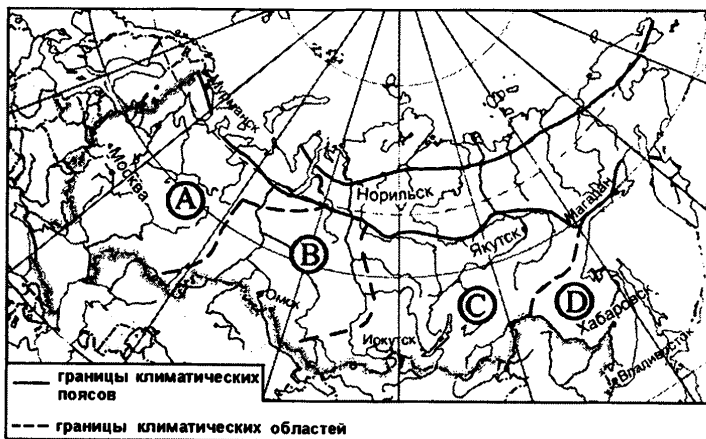 Мурманск
Москва
А
Норильск
В
Якутск
Магадан
Омск
С
D
Хабаровск
Иркутск
Владивосток
границы климатических
поясов
границы климатических областей